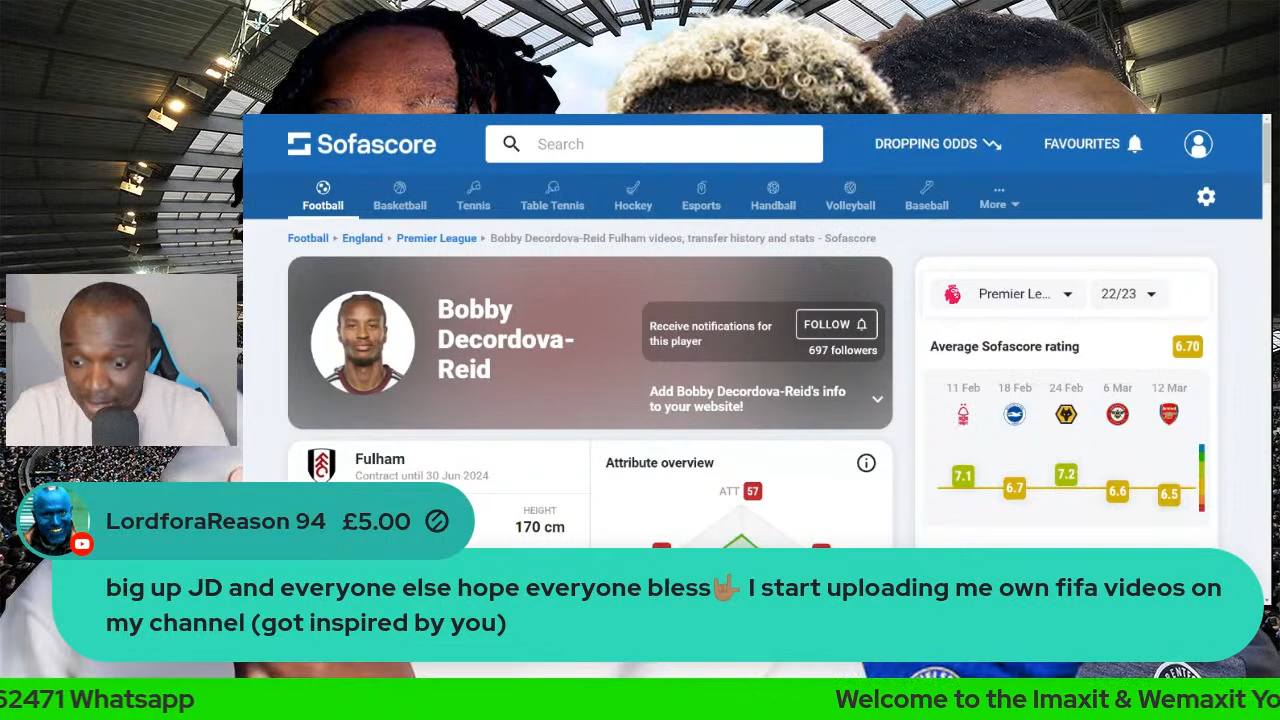 Sofascore
Search
DROPPING ODDS
FAVOURITES
Football
Basketball
Tennis
Table Tennis
Hockey
Esports
Handball
Volleyball
Baseball
More
Football England Premier League Bobby Decordova-Reid Fulham videos, transfer history and stats - Sofascore
Bobby
Decordova-
Reid
Receive notifications for
this player
FOLLOW
697 followers
Add Bobby Decordova-Reid's info
to your website!
Premier Le...
22/23
Average Sofascore rating
6.70
11 Feb
18 Feb
24 Feb
6 Mar
12 Mar
7.1
6.7
7.2
6.6
6.5
Fulham
Contract until 30 Jun 2024
HEIGHT
170 cm
Attribute overview
ATT 57
LordforaReason 94 £5.00
big up JD and everyone else hope everyone bless🤟🏽 I start uploading me own fifa videos on
my channel (got inspired by you)
62471 Whatsapp
Welcome to the Imaxit & Wemaxit Yo